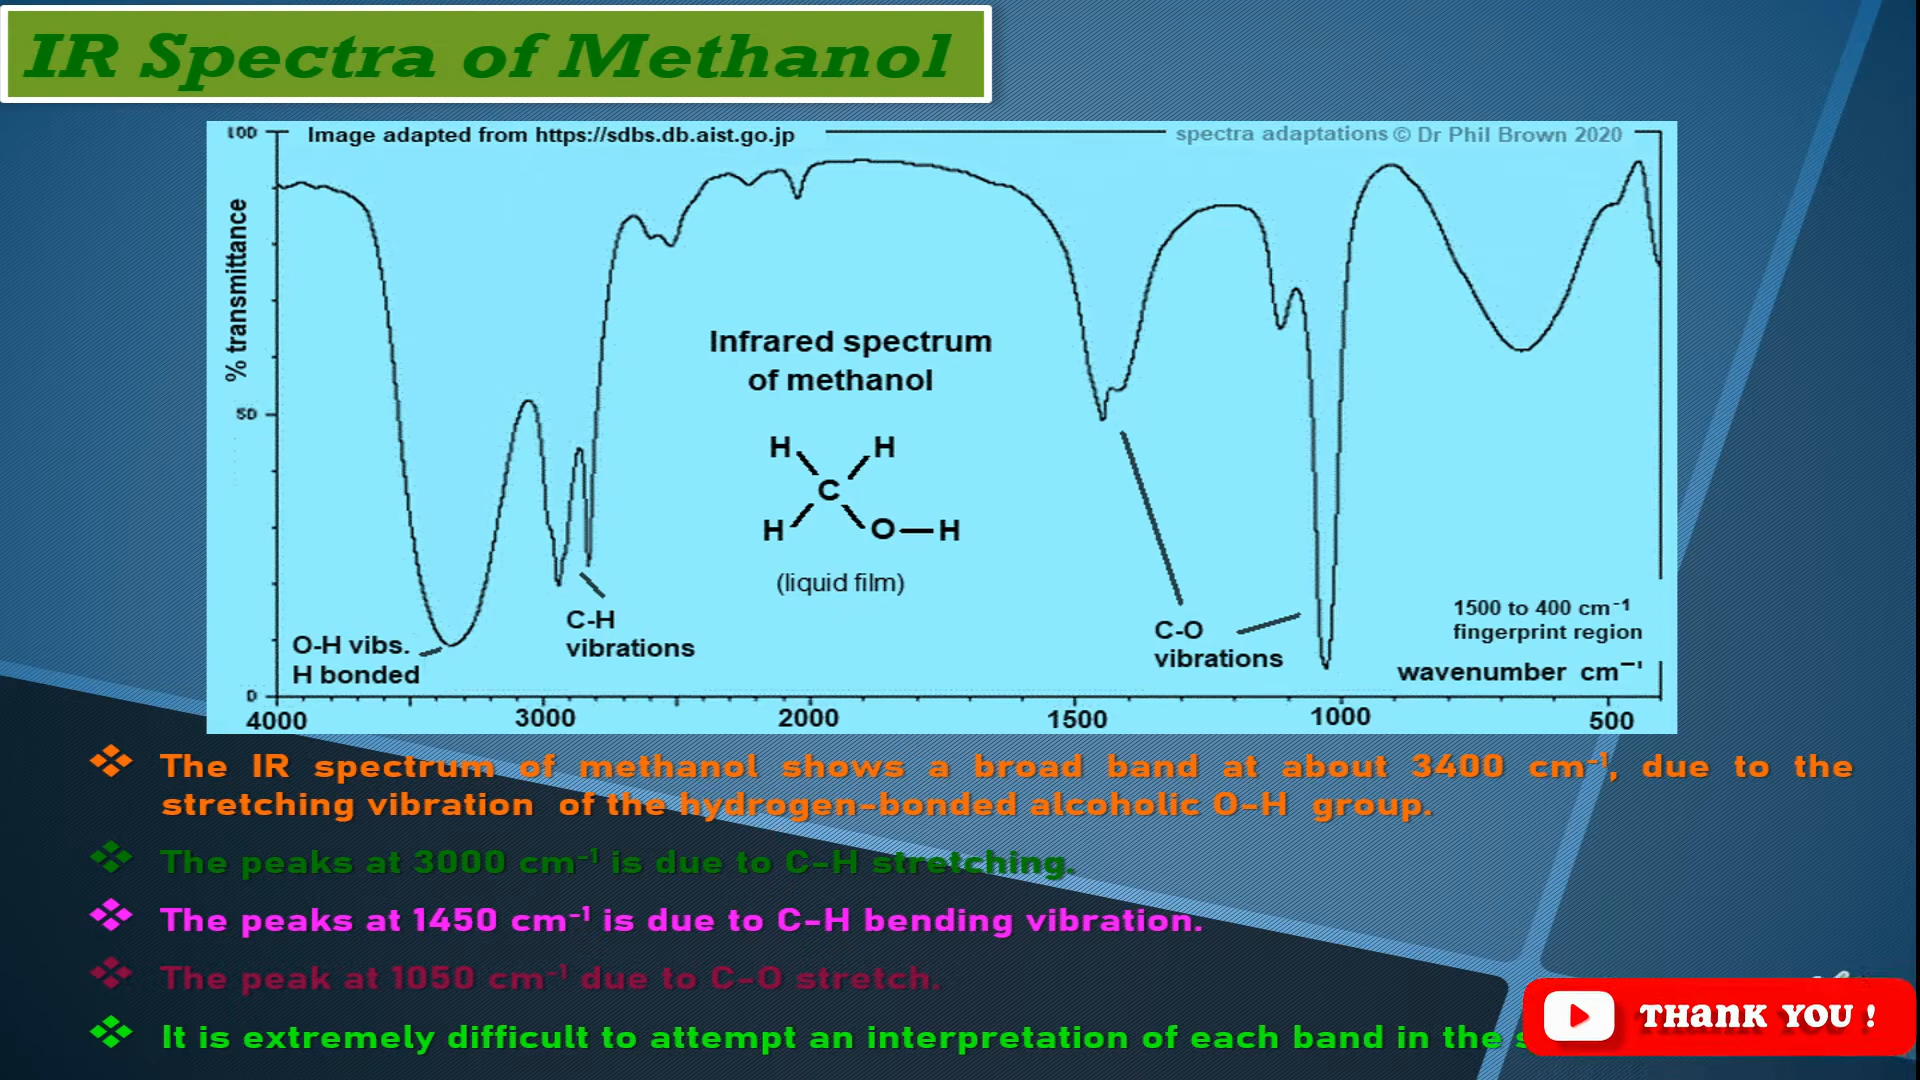 IR Spectra of Methanol
100
Image adapted from https://sdbs.db.aist.go.jp
spectra adaptations © Dr Phil Brown 2020
% transmittance
50
Infrared spectrum
of methanol
H H
C
H O H
(liquid film)
O-H vibs.
H bonded
C-H
vibrations
C-O
vibrations
1500 to 400 cm⁻¹
fingerprint region
wavenumber cm⁻¹
0
4000 3000 2000 1500 1000 500
The IR spectrum of methanol shows a broad band at about 3400 cm⁻¹, due to the
stretching vibration of the hydrogen-bonded alcoholic O-H group.
The peaks at 3000 cm⁻¹ is due to C-H stretching.
The peaks at 1450 cm⁻¹ is due to C-H bending vibration.
The peak at 1050 cm⁻¹ due to C-O stretch.
It is extremely difficult to attempt an interpretation of each band in the
THANK YOU !